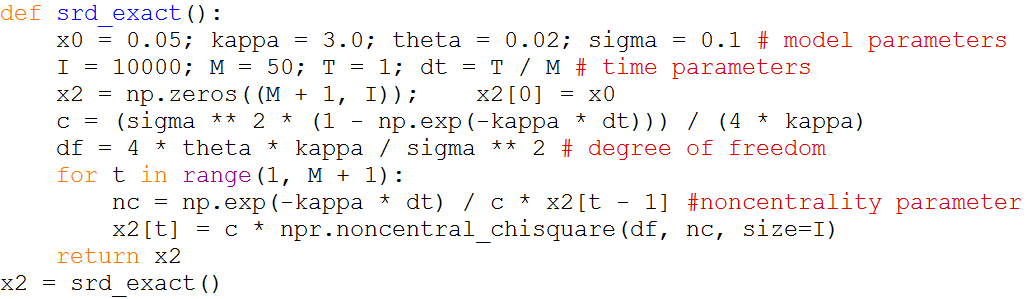 def srd_exact():
    x0 = 0.05; kappa = 3.0; theta = 0.02; sigma = 0.1 # model parameters
    I = 10000; M = 50; T = 1; dt = T / M # time parameters
    x2 = np.zeros((M + 1, I));    x2[0] = x0
    c = (sigma ** 2 * (1 - np.exp(-kappa * dt))) / (4 * kappa)
    df = 4 * theta * kappa / sigma ** 2 # degree of freedom
    for t in range(1, M + 1):
        nc = np.exp(-kappa * dt) / c * x2[t - 1] #noncentrality parameter
        x2[t] = c * npr.noncentral_chisquare(df, nc, size=I)
    return x2
x2 = srd_exact()